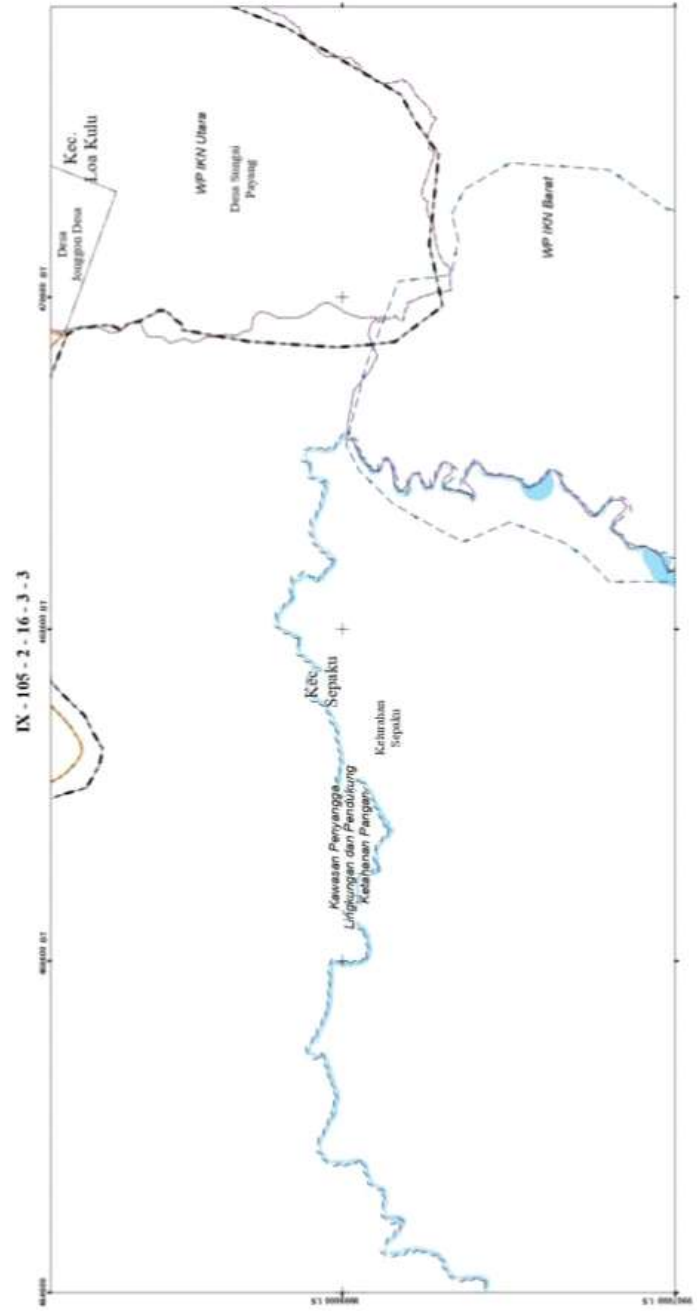 IX - 105 - 2 - 16 - 3 - 3
Kec.
Loa Kulu
Desa
Jonggon Desa
WP IKN Utara
Desa Sungai
Payang
WP IKN Barat
Kec.
Sepaku
Kelurahan
Sepaku
Kawasan Penyangga
Lingkungan dan Pendukung
Ketahanan Pangan